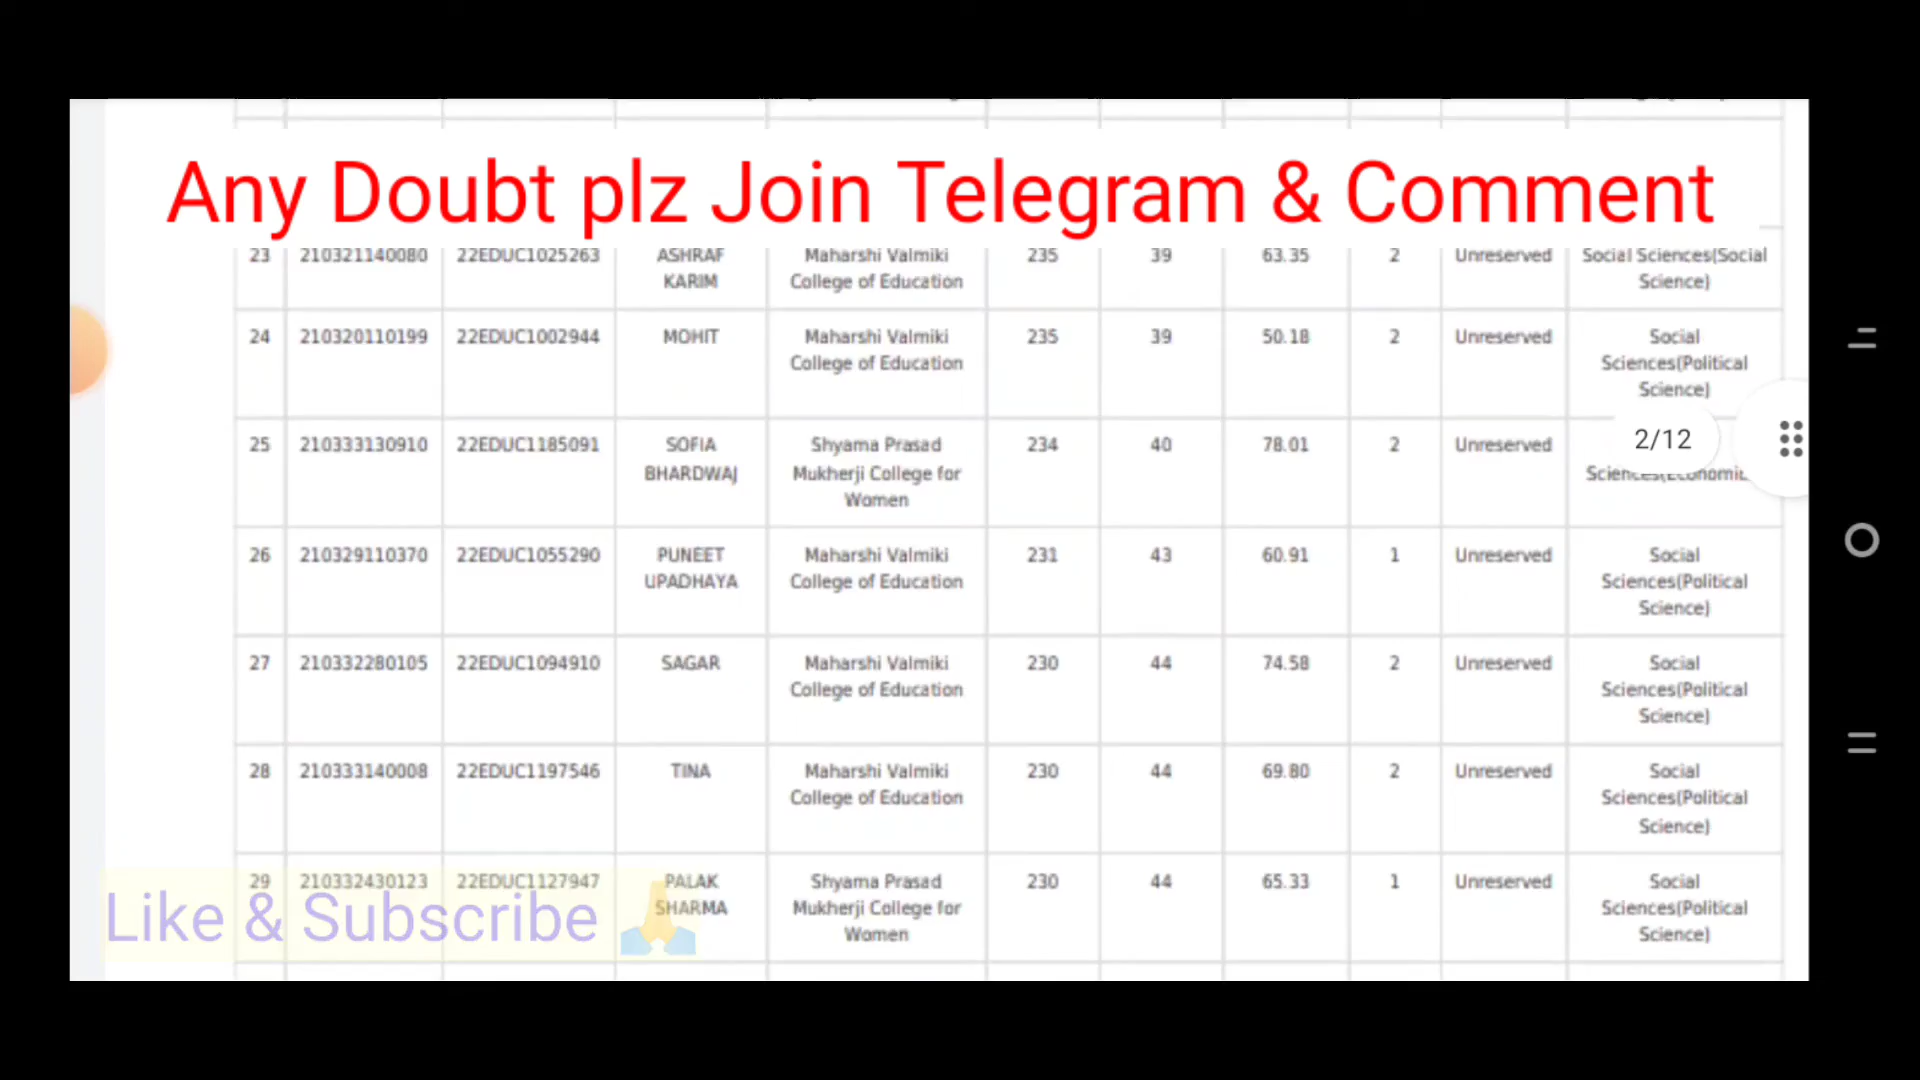 Any Doubt plz Join Telegram & Comment
23 210321140080 22EDUC1025263 ASHRAF Maharshi Valmiki 235 39 63.35 2 Unreserved Social Sciences(Social
KARIM College of Education Science)
24 210320110199 22EDUC1002944 MOHIT Maharshi Valmiki 235 39 50.18 2 Unreserved Social
College of Education Sciences(Political
Science)
2/12
25 210333130910 22EDUC1185091 SOFIA Shyama Prasad 234 40 78.01 2 Unreserved
BHARDWAJ Mukherji College for
Women
26 210329110370 22EDUC1055290 PUNEET Maharshi Valmiki 231 43 60.91 1 Unreserved Social
UPADHAYA College of Education Sciences(Political
Science)
27 210332280105 22EDUC1094910 SAGAR Maharshi Valmiki 230 44 74.58 2 Unreserved Social
College of Education Sciences(Political
Science)
28 210333140008 22EDUC1197546 TINA Maharshi Valmiki 230 44 69.80 2 Unreserved Social
College of Education Sciences(Political
Science)
29 210332430123 22EDUC1127947 PALAK Shyama Prasad 230 44 65.33 1 Unreserved Social
SHARMA Mukherji College for Sciences(Political
Women Science)
Like & Subscribe 🙏